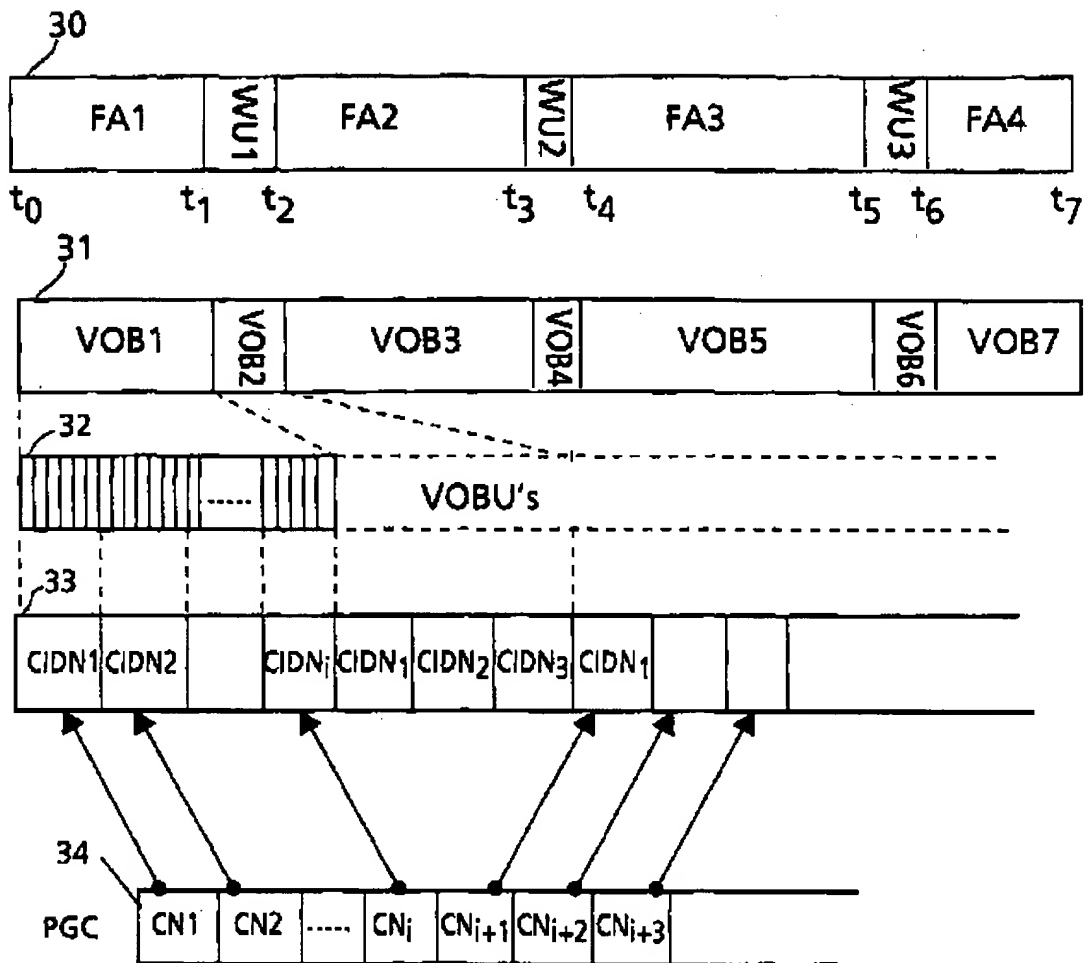 30
FA1 WU1 FA2 WU2 FA3 WU3 FA4
t0 t1 t2 t3 t4 t5 t6 t7
31
VOB1 VOB2 VOB3 VOB4 VOB5 VOB6 VOB7
32
...... VOBU's
33
CIDN1 CIDN2 CIDNi CIDN1 CIDN2 CIDN3 CIDN1
34
PGC CN1 CN2 ..... CNi CNi+1 CNi+2 CNi+3